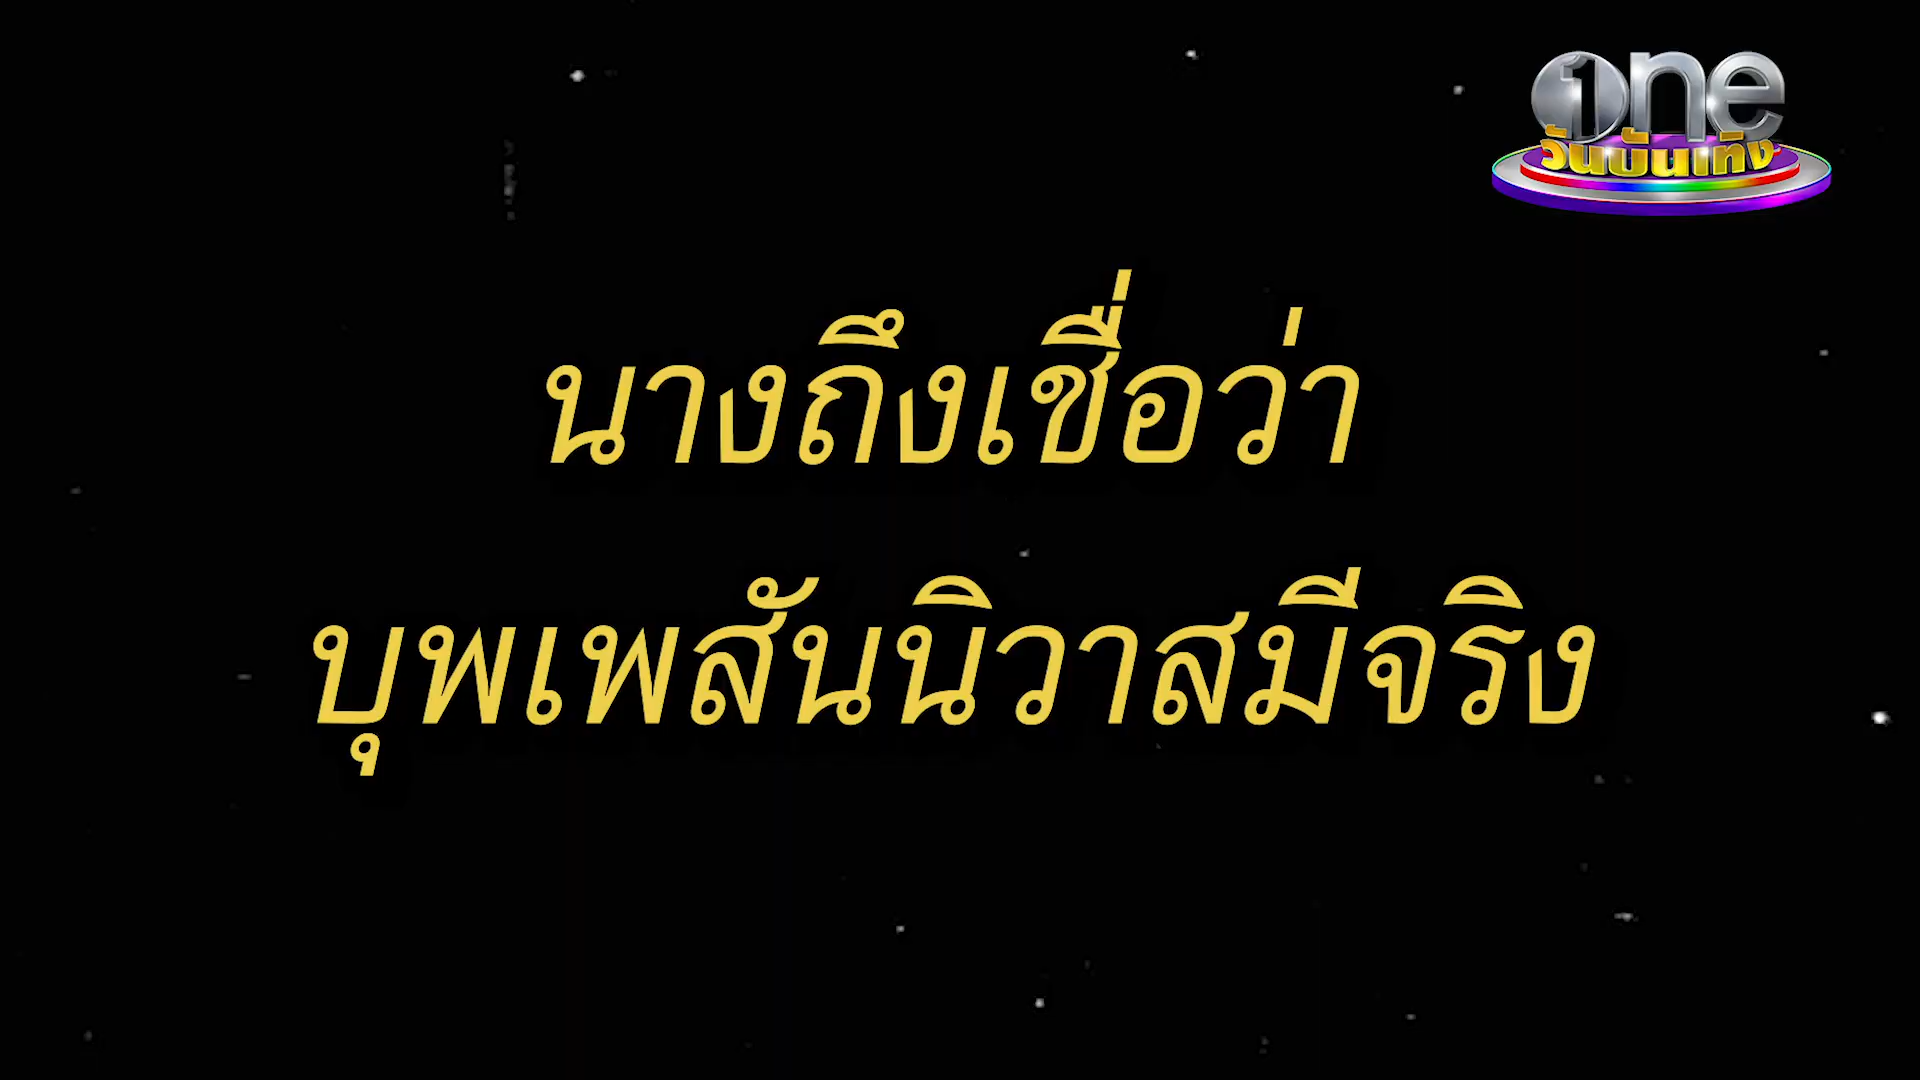 one
วันบันเทิง
นางถึงเชื่อว่า
บุพเพสันนิวาสมีจริง